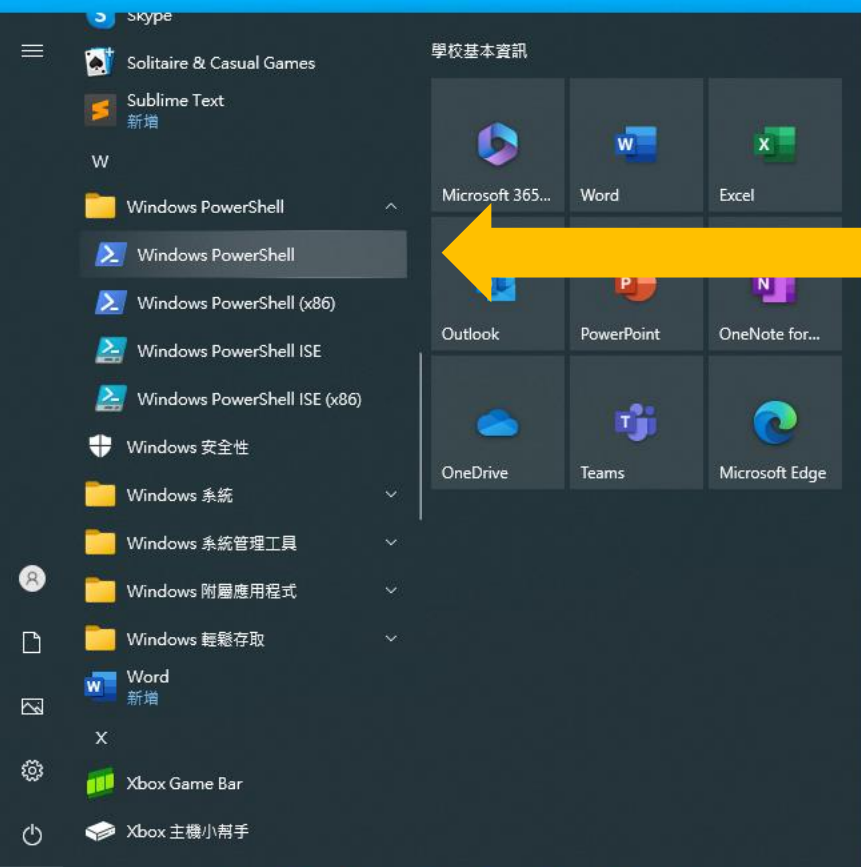 Skype
Solitaire & Casual Games
Sublime Text
新增
W
Windows PowerShell
Windows PowerShell
Windows PowerShell (x86)
Windows PowerShell ISE
Windows PowerShell ISE (x86)
Windows 安全性
Windows 系統
Windows 系統管理工具
Windows 附屬應用程式
Windows 輕鬆存取
Word
新增
X
Xbox Game Bar
Xbox 主機小幫手
學校基本資訊
Microsoft 365...
Word
Excel
Outlook
PowerPoint
OneNote for...
OneDrive
Teams
Microsoft Edge